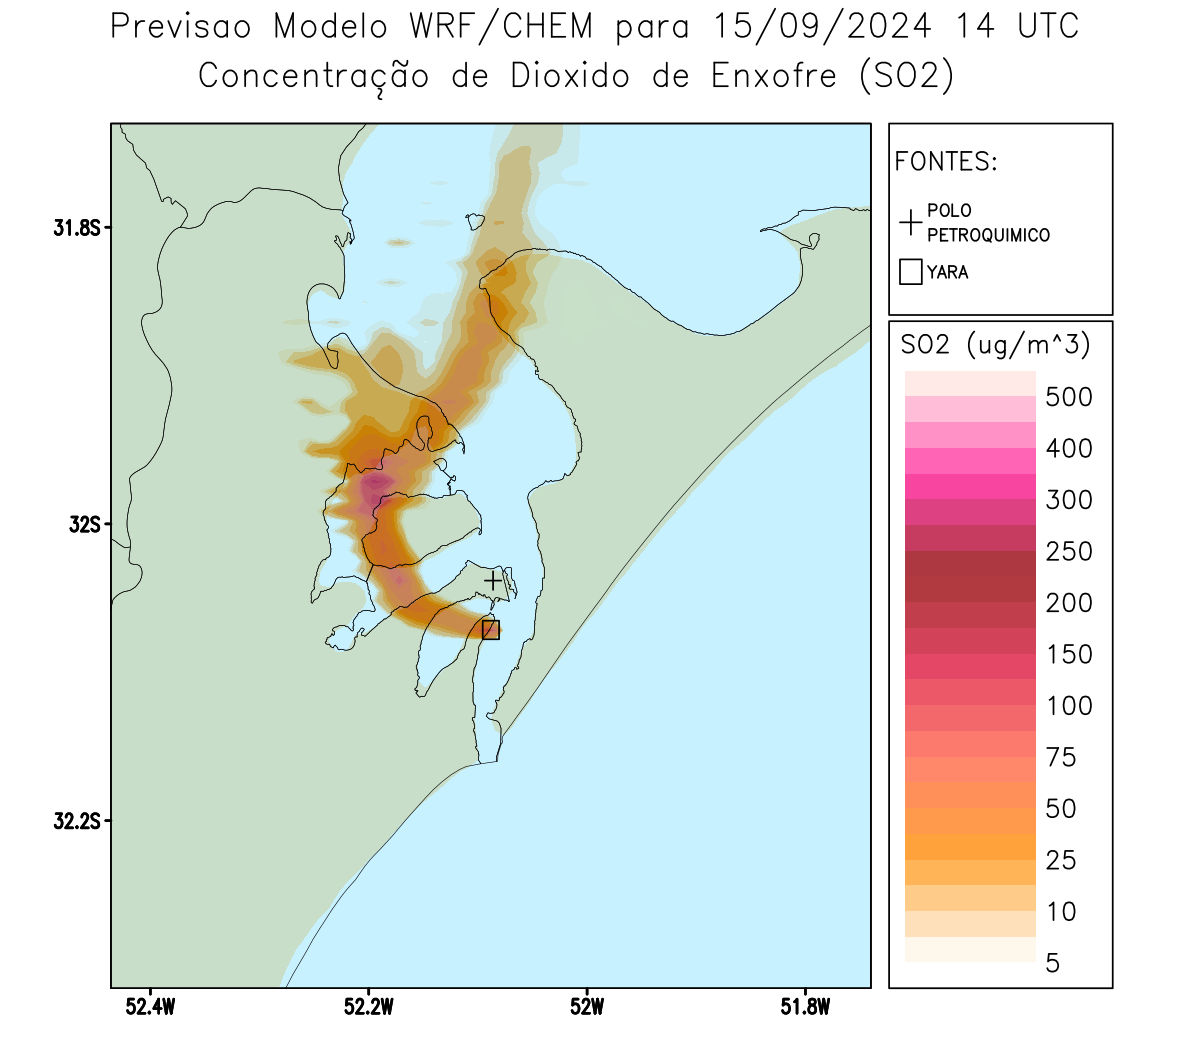 Previsao Modelo WRF/CHEM para 15/09/2024 14 UTC
Concentração de Dioxido de Enxofre (SO2)
FONTES:
POLO
PETROQUIMICO
YARA
SO2 (ug/m^3)
500
400
300
250
200
150
100
75
50
25
10
5
31.8S
32S
32.2S
52.4W
52.2W
52W
51.8W